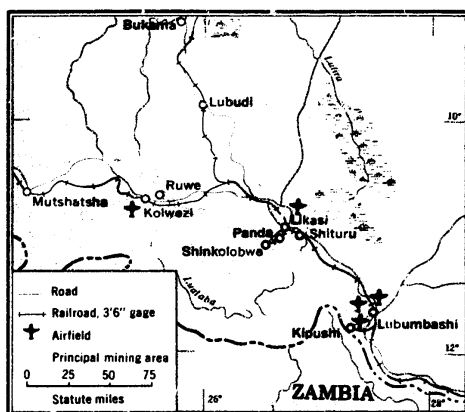 Bukama
Lubudi
Lufira
10°
Ruwe
Mutshatsha
Kolwezi
Likasi
Panda
Shituru
Shinkolobwe
Lualaba
Lubumbashi
Kipushi
12°
26°
28°
ZAMBIA
Road
Railroad, 3'6" gage
Airfield
Principal mining area
0 25 50 75
Statute miles